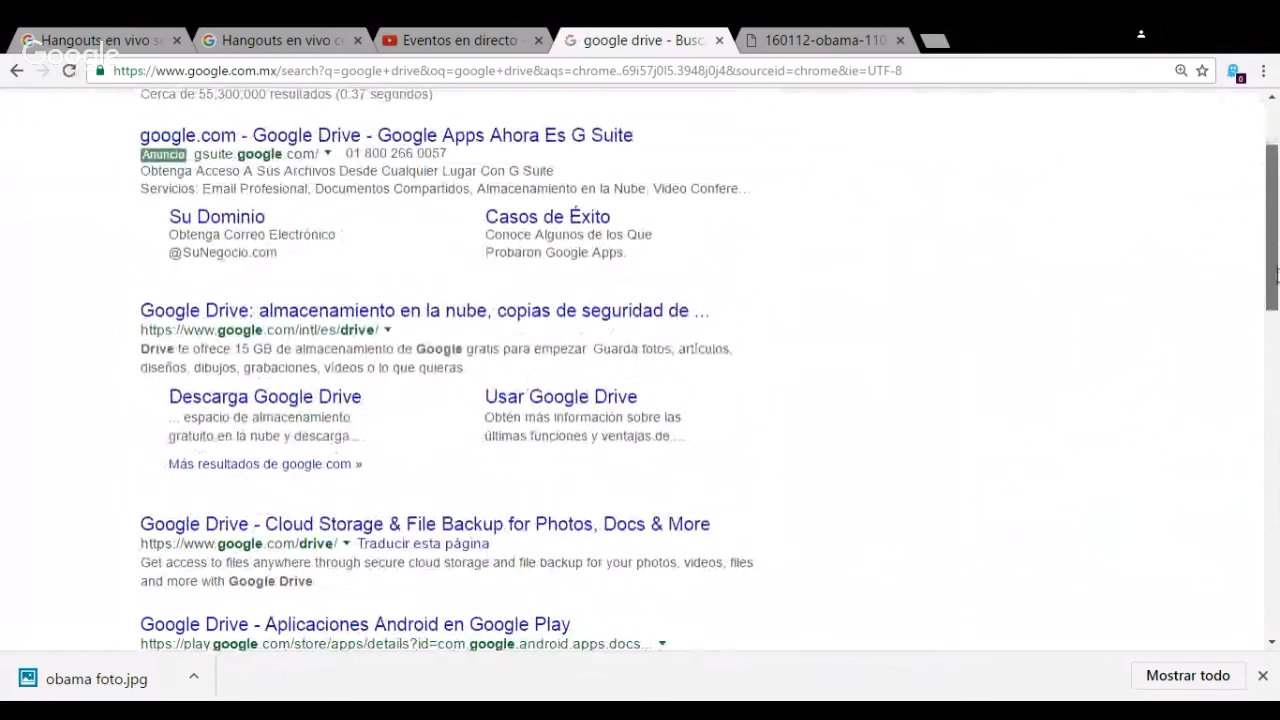 Hangouts en vivo se
Hangouts en vivo c
Eventos en directo
google drive - Bus
160112-obama-110
Google
https://www.google.com.mx/search?q=google+drive&oq=google+drive&aqs=chrome..69i57j0l5.3948j0j4&sourceid=chrome&ie=UTF-8
0
Cerca de 55,300,000 resultados (0.37 segundos)
google.com - Google Drive - Google Apps Ahora Es G Suite
Anuncio gsuite.google.com/ 01 800 266 0057
Obtenga Acceso A Sus Archivos Desde Cualquier Lugar Con G Suite
Servicios: Email Profesional, Documentos Compartidos, Almacenamiento en la Nube, Video Confere...
Su Dominio
Obtenga Correo Electrónico
@SuNegocio.com
Casos de Éxito
Conoce Algunos de los Que
Probaron Google Apps.
Google Drive: almacenamiento en la nube, copias de seguridad de ...
https://www.google.com/intl/es/drive/
Drive te ofrece 15 GB de almacenamiento de Google gratis para empezar Guarda fotos, artículos,
diseños, dibujos, grabaciones, vídeos o lo que quieras
Descarga Google Drive
... espacio de almacenamiento
gratuito en la nube y descarga...
Usar Google Drive
Obtén más información sobre las
últimas funciones y ventajas de...
Más resultados de google.com »
Google Drive - Cloud Storage & File Backup for Photos, Docs & More
https://www.google.com/drive/ Traducir esta página
Get access to files anywhere through secure cloud storage and file backup for your photos, videos, files
and more with Google Drive
Google Drive - Aplicaciones Android en Google Play
https://play.google.com/store/apps/details?id=com.google.android.apps.docs...
obama foto.jpg
Mostrar todo